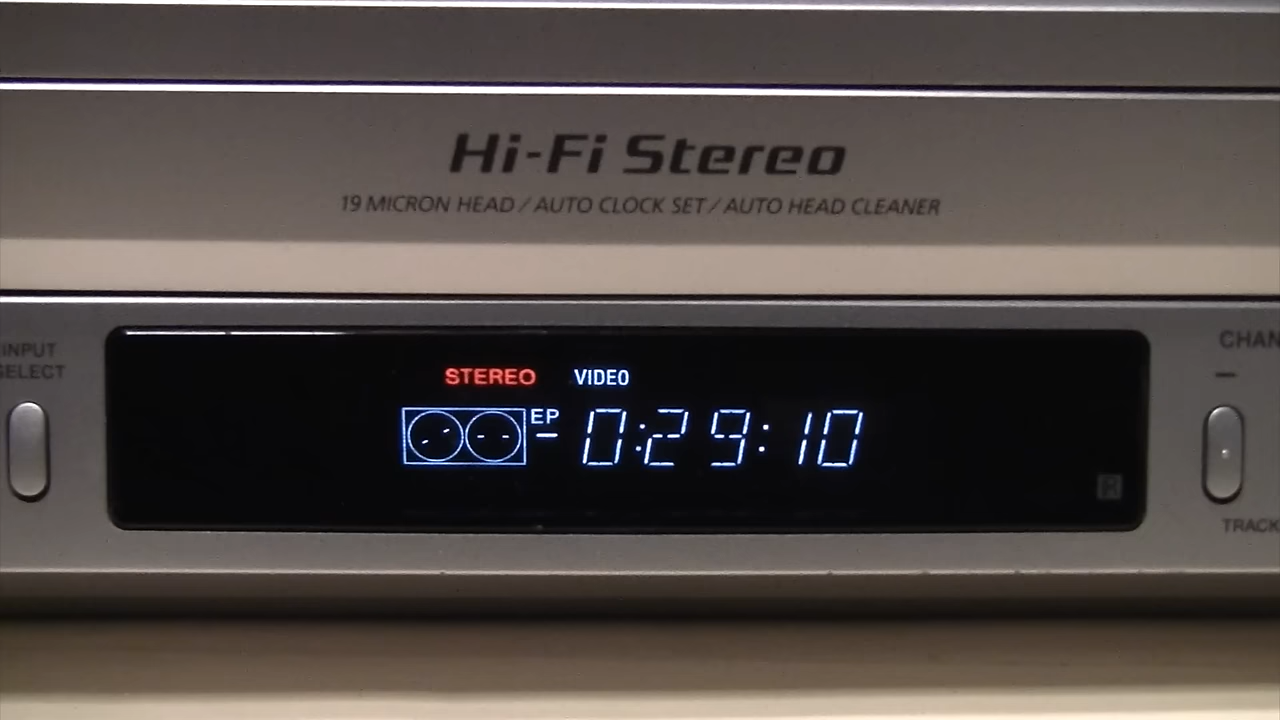 Hi-Fi Stereo
19 MICRON HEAD / AUTO CLOCK SET / AUTO HEAD CLEANER
INPUT
SELECT
STEREO VIDEO
EP
0:29:10
CHAN
TRACK